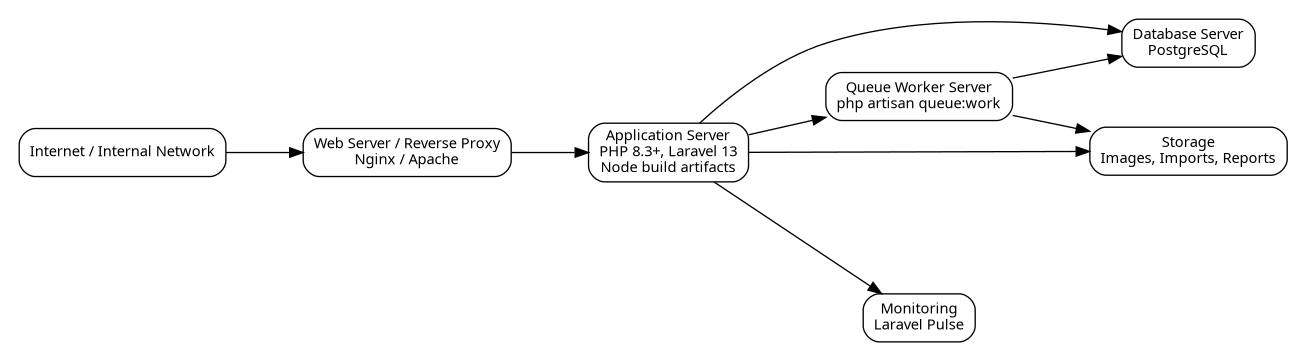 Internet / Internal Network
Web Server / Reverse Proxy
Nginx / Apache
Application Server
PHP 8.3+, Laravel 13
Node build artifacts
Queue Worker Server
php artisan queue:work
Database Server
PostgreSQL
Storage
Images, Imports, Reports
Monitoring
Laravel Pulse